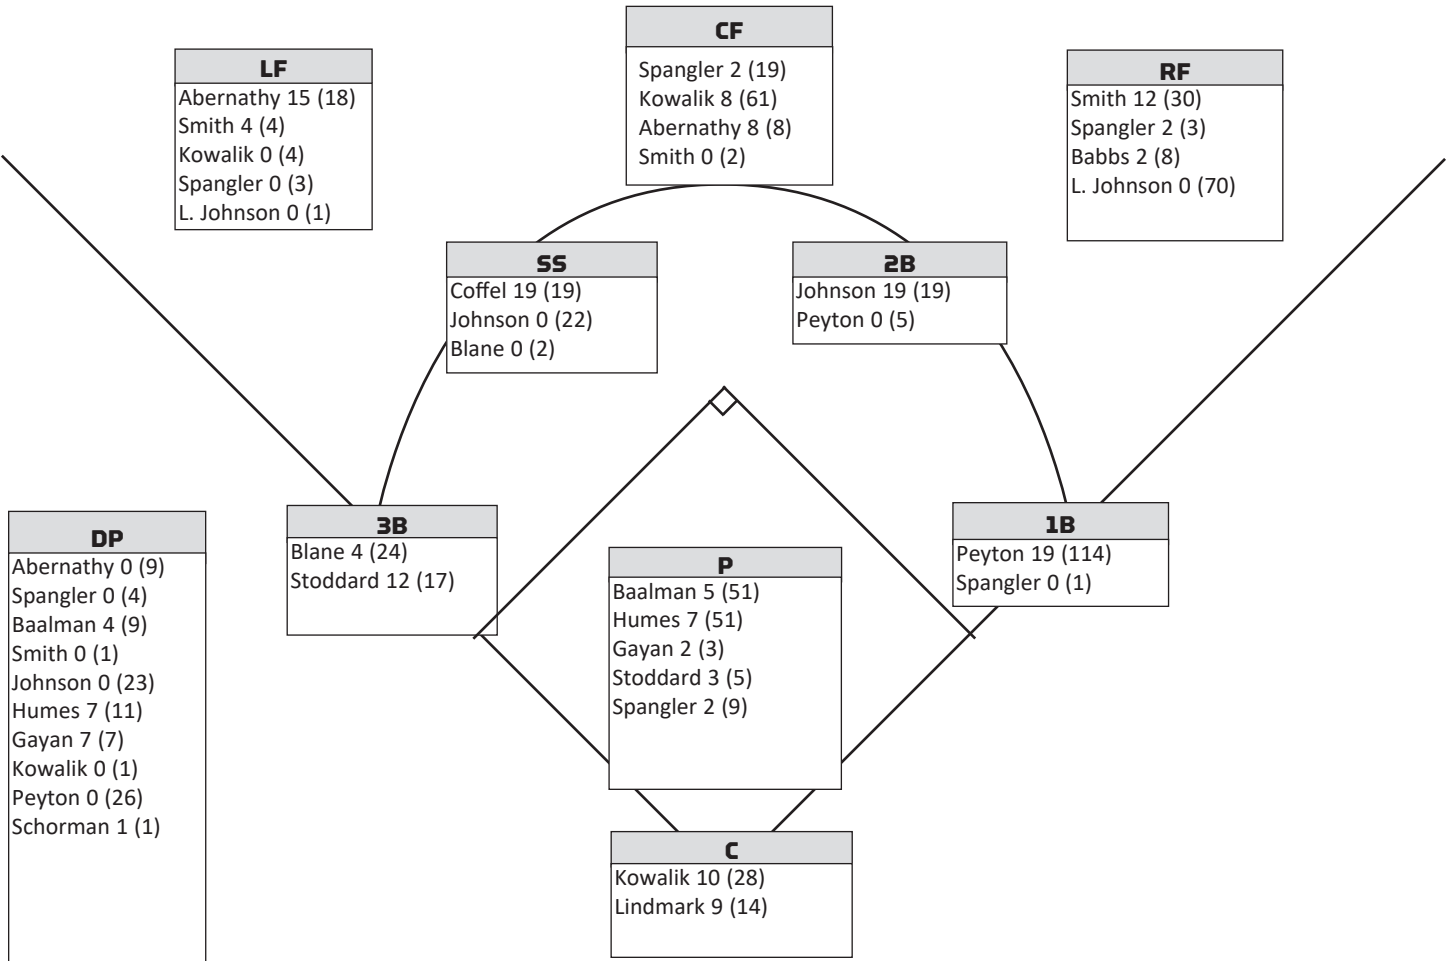 CF
Spangler 2 (19)
Kowalik 8 (61)
Abernathy 8 (8)
Smith 0 (2)
LF
Abernathy 15 (18)
Smith 4 (4)
Kowalik 0 (4)
Spangler 0 (3)
L. Johnson 0 (1)
RF
Smith 12 (30)
Spangler 2 (3)
Babbs 2 (8)
L. Johnson 0 (70)
SS
Coffel 19 (19)
Johnson 0 (22)
Blane 0 (2)
2B
Johnson 19 (19)
Peyton 0 (5)
3B
Blane 4 (24)
Stoddard 12 (17)
1B
Peyton 19 (114)
Spangler 0 (1)
DP
Abernathy 0 (9)
Spangler 0 (4)
Baalman 4 (9)
Smith 0 (1)
Johnson 0 (23)
Humes 7 (11)
Gayan 7 (7)
Kowalik 0 (1)
Peyton 0 (26)
Schorman 1 (1)
P
Baalman 5 (51)
Humes 7 (51)
Gayan 2 (3)
Stoddard 3 (5)
Spangler 2 (9)
C
Kowalik 10 (28)
Lindmark 9 (14)